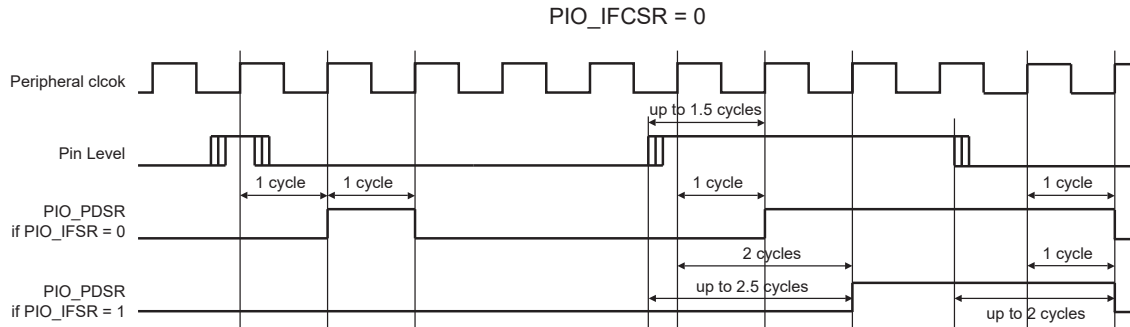 PIO_IFCSR = 0
Peripheral clcok
up to 1.5 cycles
Pin Level
1 cycle
1 cycle
1 cycle
1 cycle
PIO_PDSR
if PIO_IFSR = 0
2 cycles
1 cycle
PIO_PDSR
if PIO_IFSR = 1
up to 2.5 cycles
up to 2 cycles